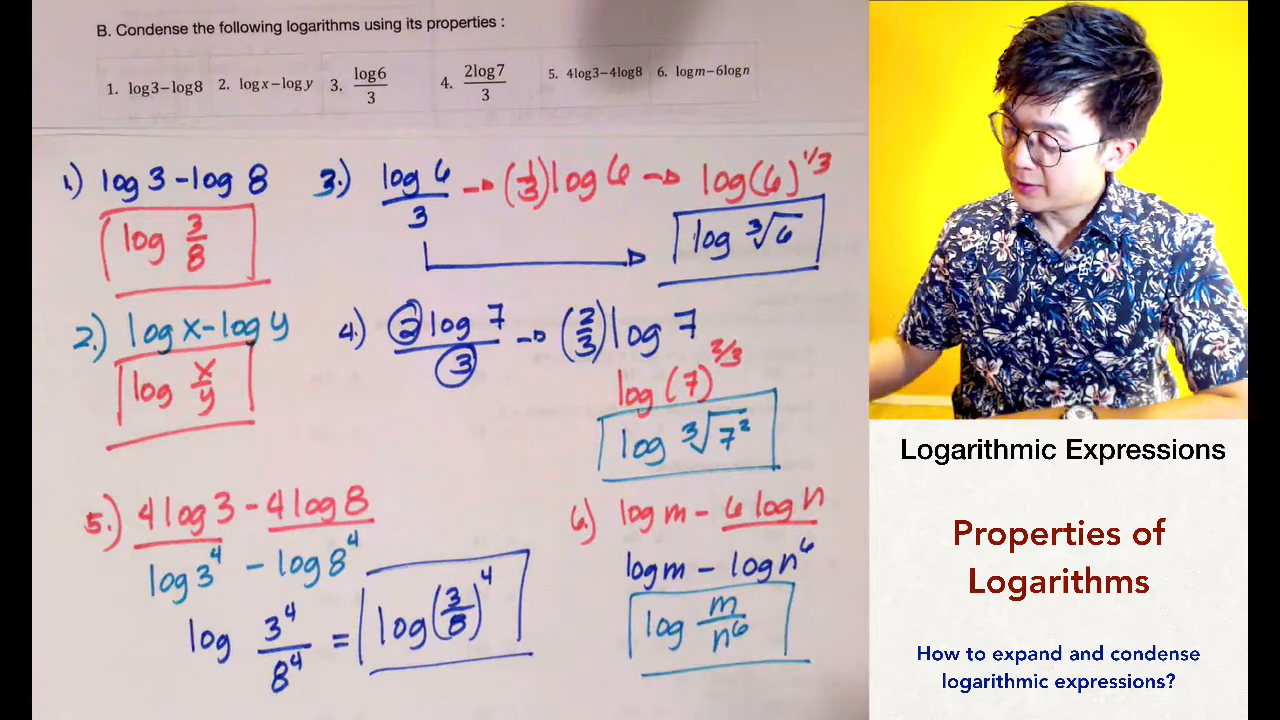 B. Condense the following logarithms using its properties :
1. log3−log8 2. logx−logy 3. log6/3 4. 2log7/3 5. 4log3−4log8 6. logm−6logn
1.) log 3 - log 8
log 3/8
2.) log x - log y
log x/y
3.) log 6/3 → (1/3) log 6 → log(6)^1/3
log ∛6
4.) 2 log 7/3 → (2/3) log 7
log (7)^2/3
log ∛7²
5.) 4 log 3 - 4 log 8
log 3⁴ - log 8⁴
log 3⁴/8⁴ = log(3/8)⁴
6.) log m - 6 log n
log m - log n⁶
log m/n⁶
Logarithmic Expressions
Properties of
Logarithms
How to expand and condense
logarithmic expressions?